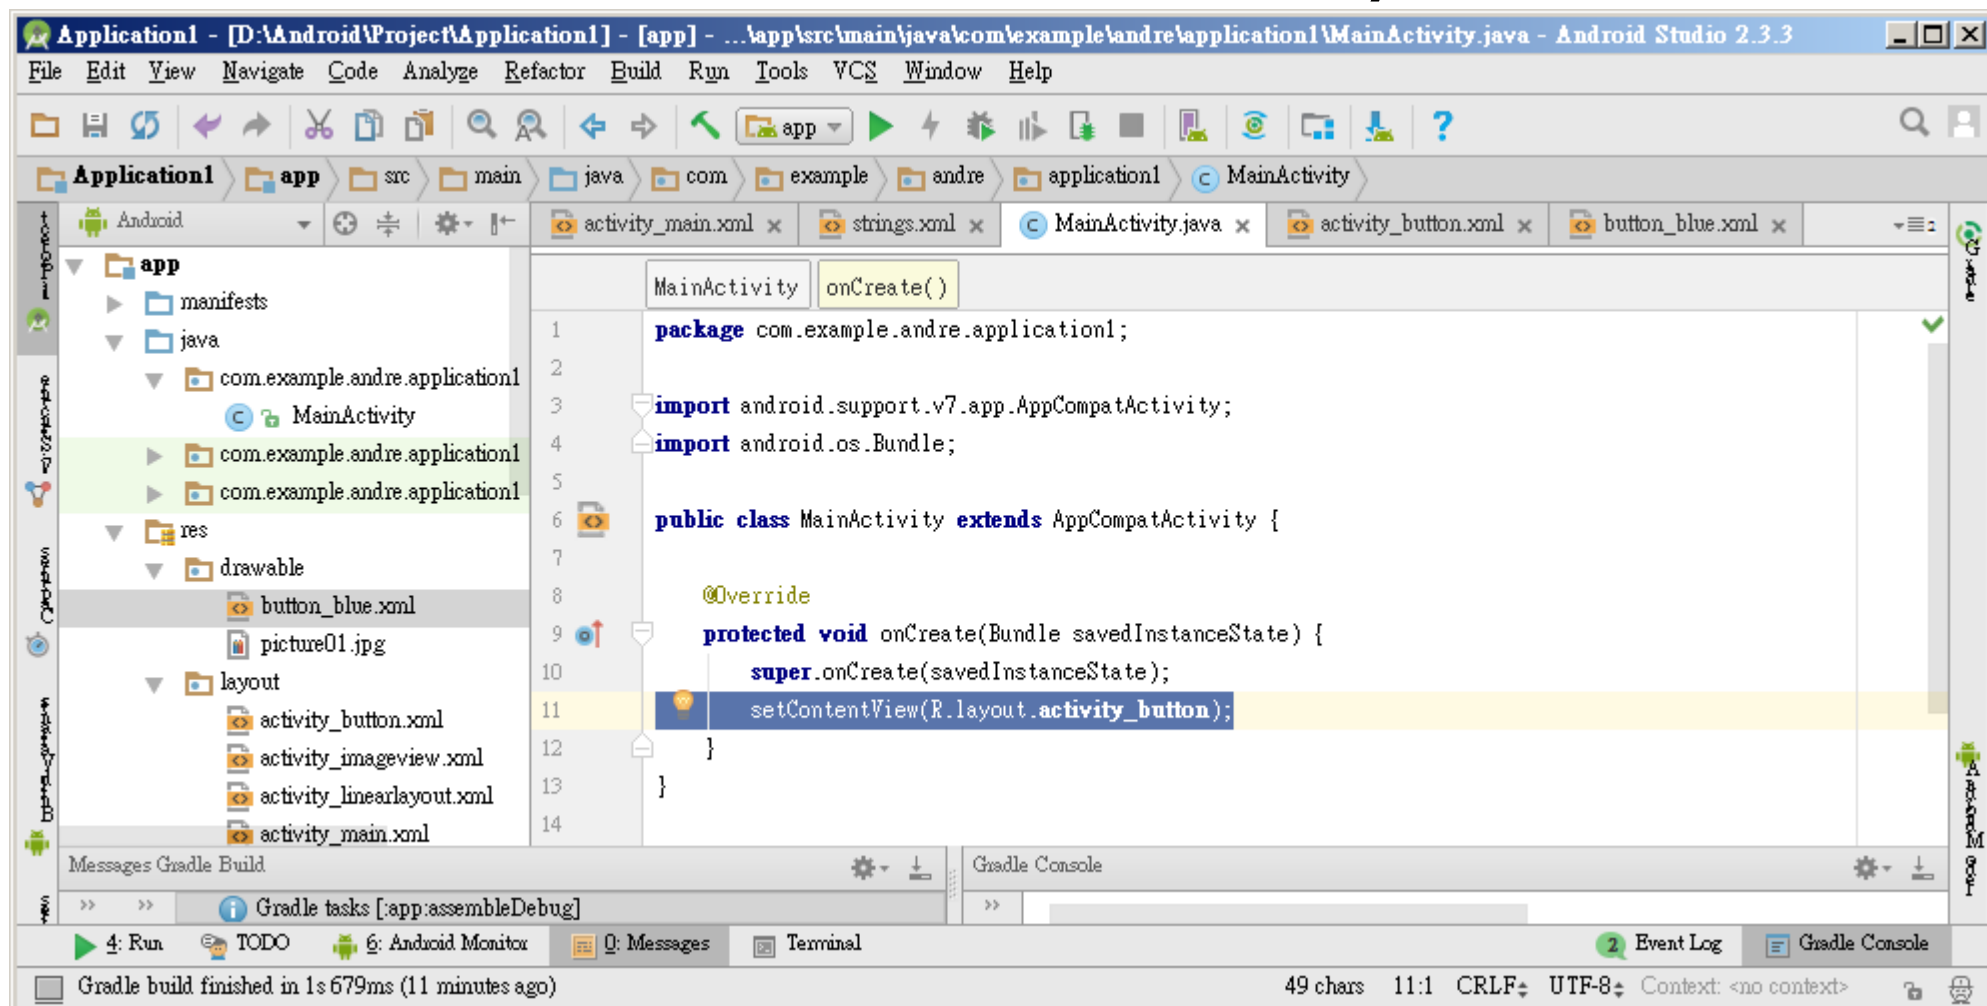 Application1 - [D:\Android\Project\Application1] - [app] - ...\app\src\main\java\com\example\andre\application1\MainActivity.java - Android Studio 2.3.3
File Edit View Navigate Code Analyze Refactor Build Run Tools VCS Window Help
app
Application1 app src main java com example andre application1 MainActivity
Android
activity_main.xml strings.xml MainActivity.java activity_button.xml button_blue.xml
app
manifests
java
com.example.andre.application1
MainActivity
com.example.andre.application1
com.example.andre.application1
res
drawable
button_blue.xml
picture01.jpg
layout
activity_button.xml
activity_imageview.xml
activity_linearlayout.xml
activity_main.xml
MainActivity onCreate()
1 package com.example.andre.application1;
2
3 import android.support.v7.app.AppCompatActivity;
4 import android.os.Bundle;
5
6 public class MainActivity extends AppCompatActivity {
7
8 @Override
9 protected void onCreate(Bundle savedInstanceState) {
10 super.onCreate(savedInstanceState);
11 setContentView(R.layout.activity_button);
12 }
13 }
14
Messages Gradle Build
Gradle Console
Gradle tasks [:app:assembleDebug]
4: Run TODO 6: Android Monitor 0: Messages Terminal
2 Event Log Gradle Console
Gradle build finished in 1s 679ms (11 minutes ago)
49 chars 11:1 CRLF UTF-8 Context: <no context>